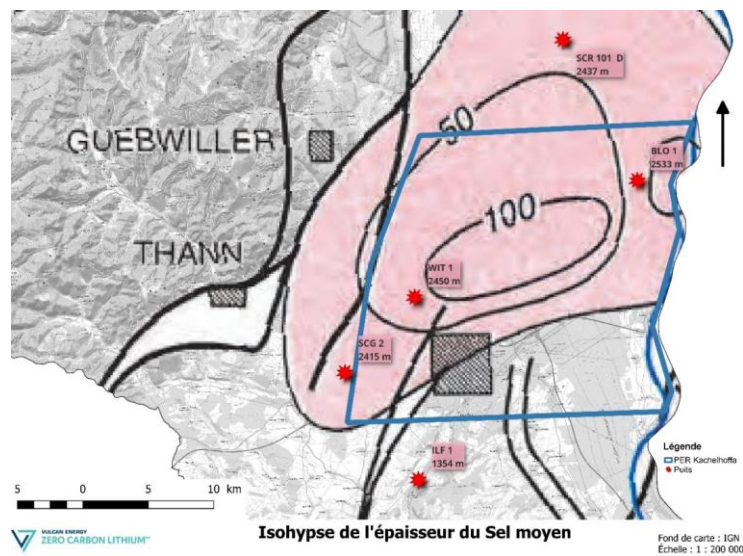 SCR 101 D
2437 m
50
GUEBWILLER
BLO 1
2533 m
100
THANN
WIT 1
2450 m
SCG 2
2415 m
ILF 1
1354 m
Légende
PER Kachelhoffa
Puits
5 0 5 10 km
VULCAN ENERGY
ZERO CARBON LITHIUM™
Isohypse de l'épaisseur du Sel moyen
Fond de carte : IGN
Échelle : 1 : 200 000